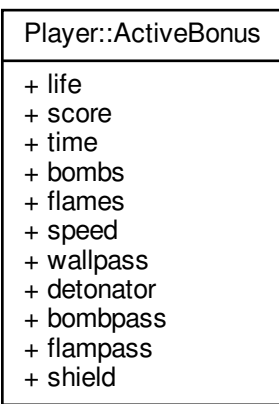 Player::ActiveBonus
+ life
+ score
+ time
+ bombs
+ flames
+ speed
+ wallpass
+ detonator
+ bombpass
+ flampass
+ shield